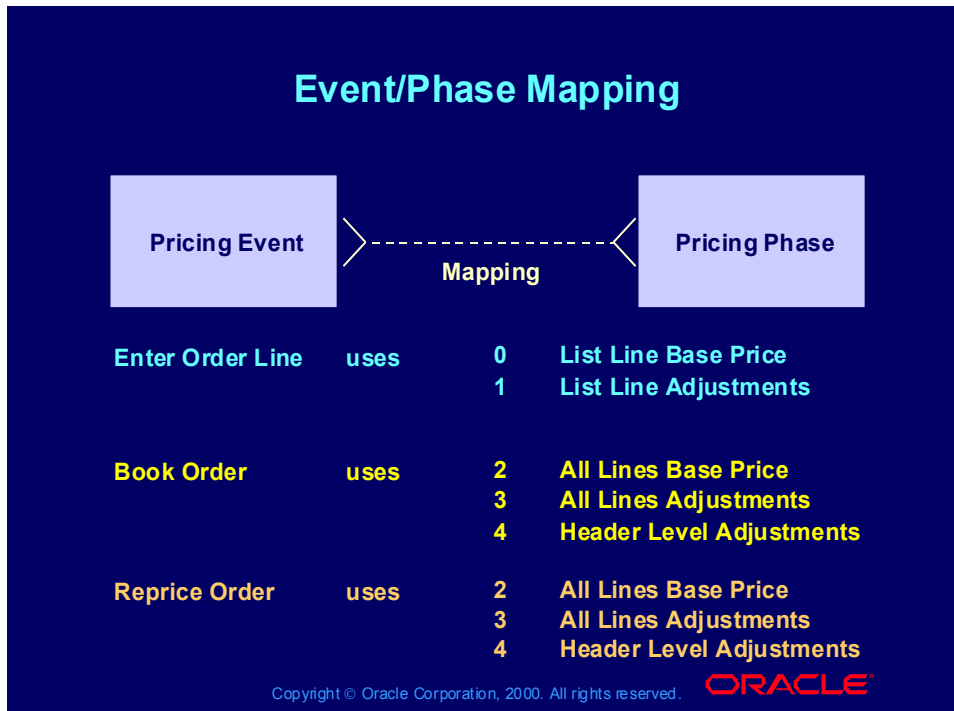 Event/Phase Mapping
Pricing Event
Pricing Phase
Mapping
Enter Order Line uses 0 List Line Base Price
1 List Line Adjustments
Book Order uses 2 All Lines Base Price
3 All Lines Adjustments
4 Header Level Adjustments
Reprice Order uses 2 All Lines Base Price
3 All Lines Adjustments
4 Header Level Adjustments
Copyright © Oracle Corporation, 2000. All rights reserved.
ORACLE